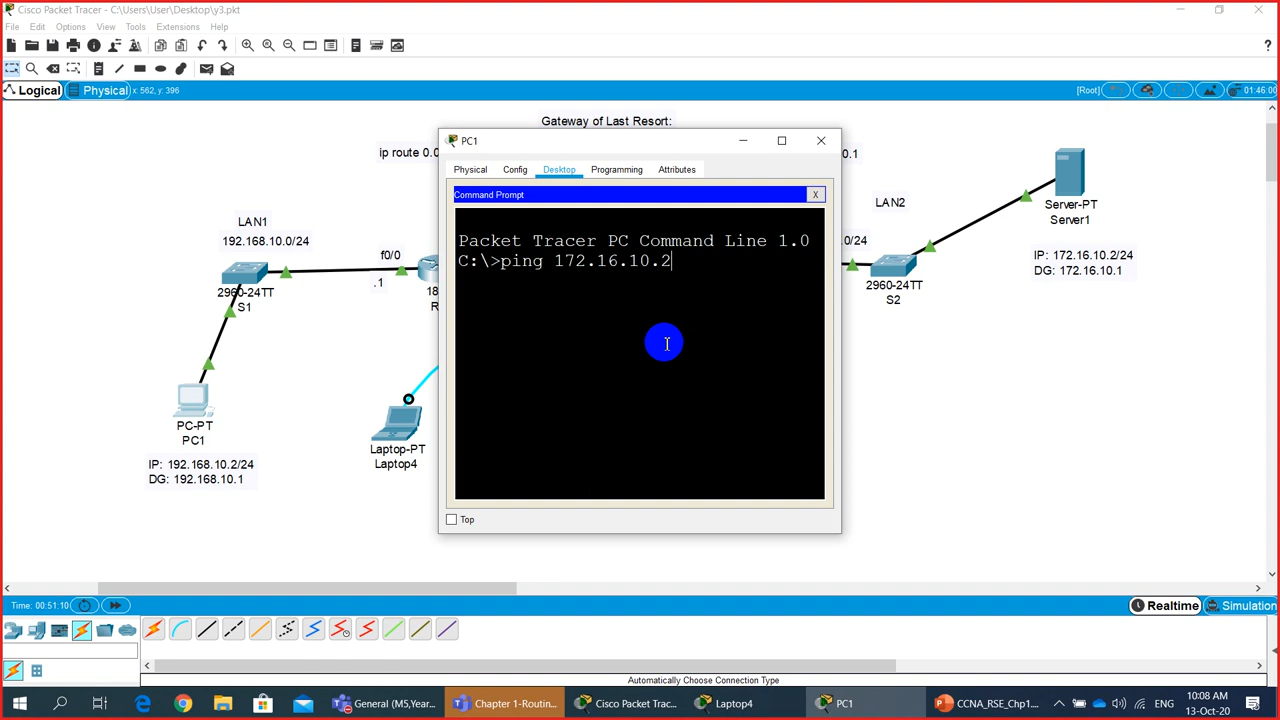 Cisco Packet Tracer - C:\Users\User\Desktop\y3.pkt
File Edit Options View Tools Extensions Help
?
Logical Physical x: 562, y: 396 [Root] 01:46:00
Gateway of Last Resort:
ip route 0.0
0.1
PC1
Physical Config Desktop Programming Attributes
Command Prompt X
Packet Tracer PC Command Line 1.0
C:\>ping 172.16.10.2
Top
LAN1
192.168.10.0/24
f0/0
.1
18
R
2960-24TT
S1
PC-PT
PC1
IP: 192.168.10.2/24
DG: 192.168.10.1
Laptop-PT
Laptop4
LAN2
0/24
2960-24TT
S2
Server-PT
Server1
IP: 172.16.10.2/24
DG: 172.16.10.1
Time: 00:51:10 Realtime Simulation
Automatically Choose Connection Type
General (M5,Year... Chapter 1-Routin... Cisco Packet Trac... Laptop4 PC1 CCNA_RSE_Chp1... ENG 10:08 AM
13-Oct-20